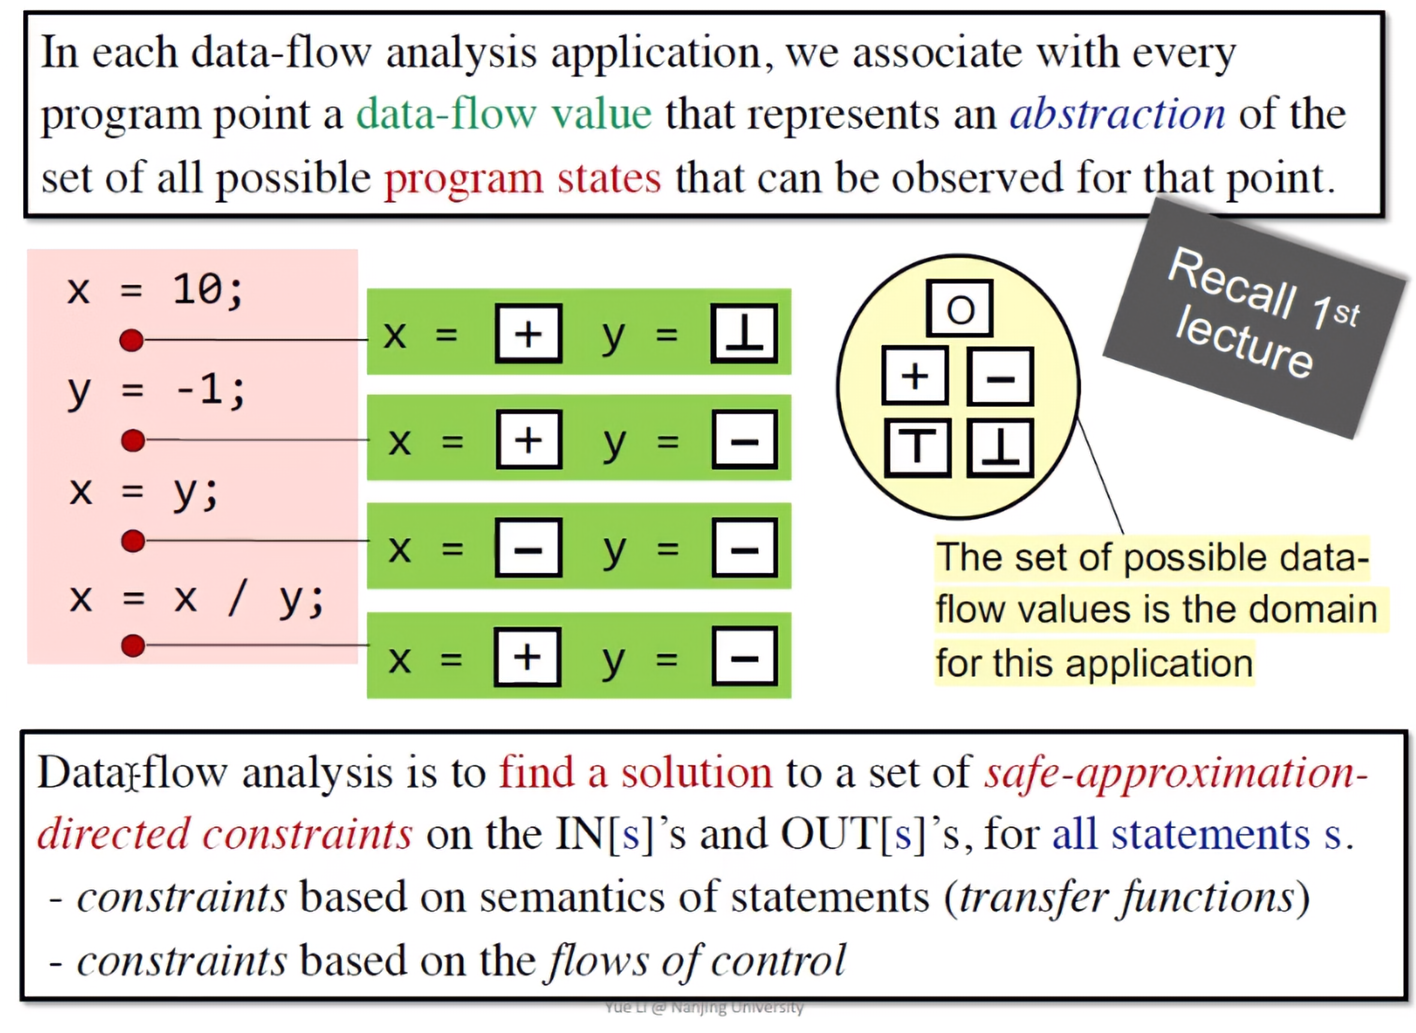 In each data-flow analysis application, we associate with every
program point a data-flow value that represents an abstraction of the
set of all possible program states that can be observed for that point.
Recall 1st
lecture
x = 10;
x = + y = ⊥
y = -1;
x = + y = −
x = y;
x = − y = −
x = x / y;
x = + y = −
O
+ −
⊤ ⊥
The set of possible data-
flow values is the domain
for this application
Data-flow analysis is to find a solution to a set of safe-approximation-
directed constraints on the IN[s]’s and OUT[s]’s, for all statements s.
- constraints based on semantics of statements (transfer functions)
- constraints based on the flows of control
Yue Li @ Nanjing University